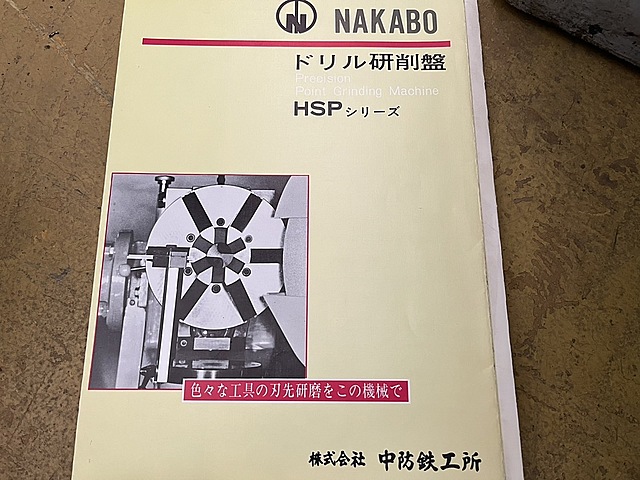 NAKABO
ドリル研削盤
Precision
Point Grinding Machine
HSPシリーズ
色々な工具の刃先研磨をこの機械で
株式会社 中防鉄工所